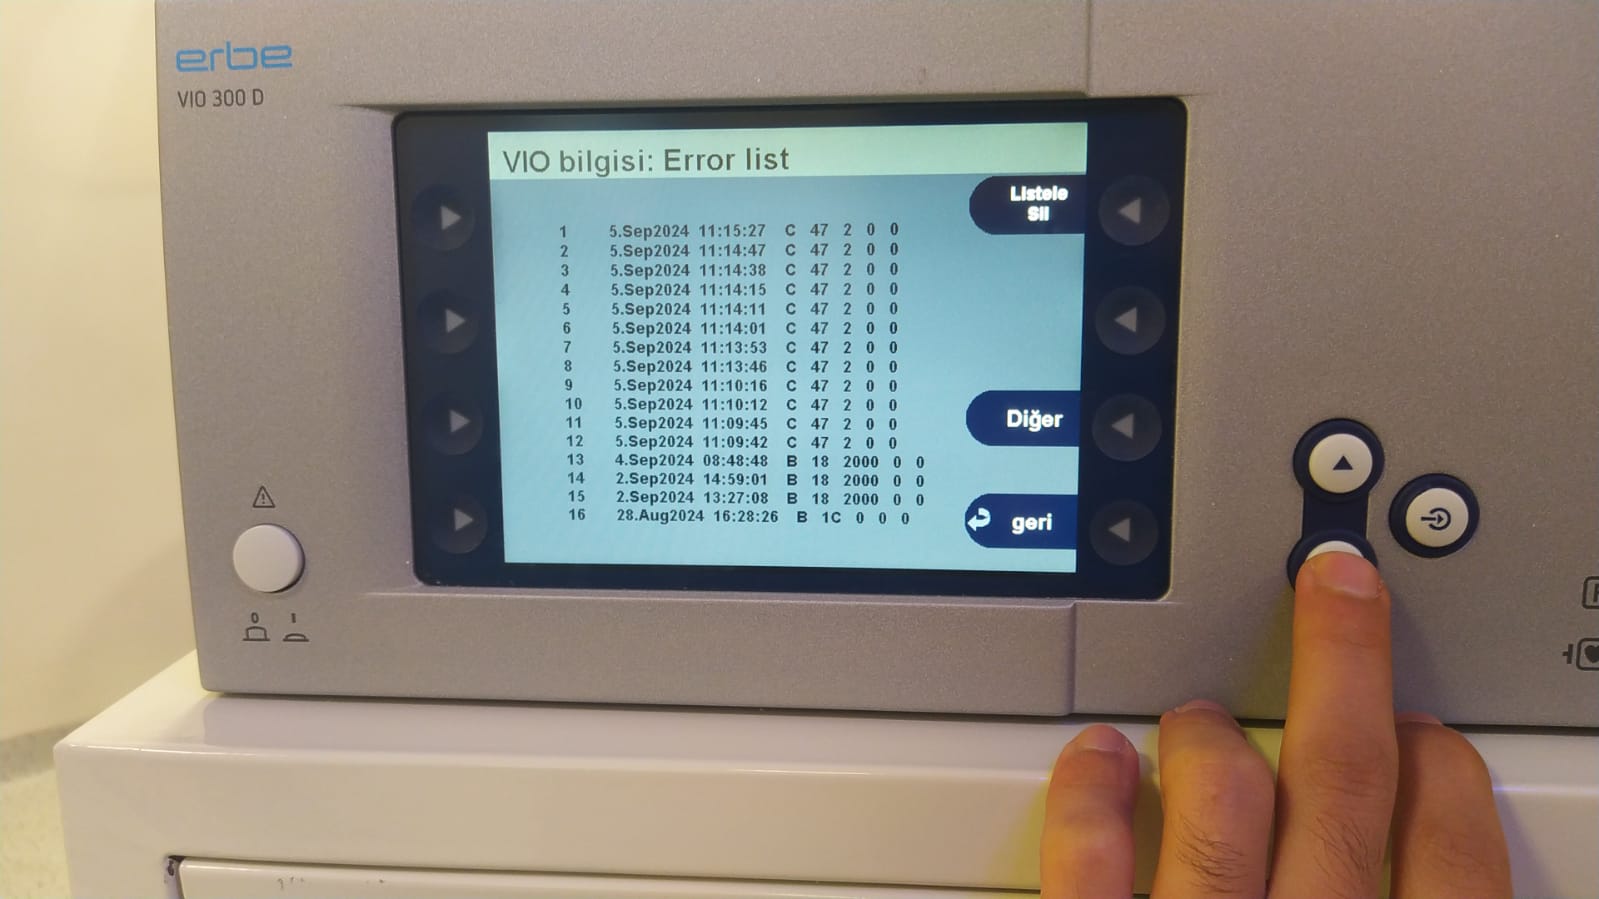 erbe
VIO 300 D
VIO bilgisi: Error list
Listele
Sil
1 5.Sep2024 11:15:27 C 47 2 0 0
2 5.Sep2024 11:14:47 C 47 2 0 0
3 5.Sep2024 11:14:38 C 47 2 0 0
4 5.Sep2024 11:14:15 C 47 2 0 0
5 5.Sep2024 11:14:11 C 47 2 0 0
6 5.Sep2024 11:14:01 C 47 2 0 0
7 5.Sep2024 11:13:53 C 47 2 0 0
8 5.Sep2024 11:13:46 C 47 2 0 0
9 5.Sep2024 11:10:16 C 47 2 0 0
10 5.Sep2024 11:10:12 C 47 2 0 0
11 5.Sep2024 11:09:45 C 47 2 0 0
12 5.Sep2024 11:09:42 C 47 2 0 0
13 4.Sep2024 08:48:48 B 18 2000 0 0
14 2.Sep2024 14:59:01 B 18 2000 0 0
15 2.Sep2024 13:27:08 B 18 2000 0 0
16 28.Aug2024 16:28:26 B 1C 0 0 0
Diğer
geri
0 I